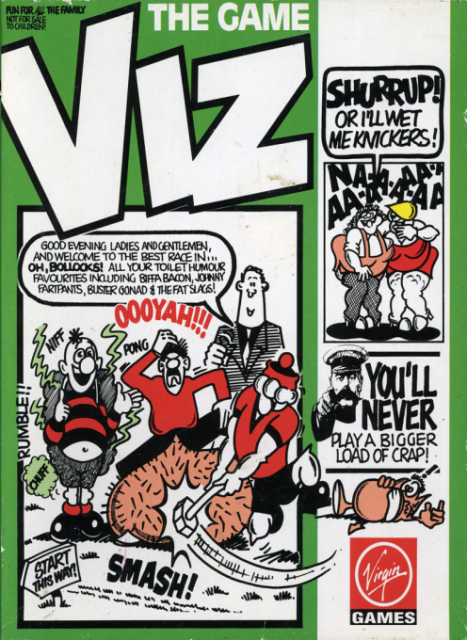 FUN FOR ALL THE FAMILY
NOT FOR SALE
TO CHILDREN!
THE GAME
VIZ
SHURRUP!
OR I'LL WET
ME KNICKERS!
NA-A-AA-A
AA-A-A-AA
GOOD EVENING LADIES AND GENTLEMEN,
AND WELCOME TO THE BEST RACE IN...
OH, BOLLOCKS! ALL YOUR TOILET HUMOUR
FAVOURITES INCLUDING BIFFA BACON, JOHNNY
FARTPANTS, BUSTER GONAD & THE FAT SLAGS!
OOOYAH!!!
NIFF
PONG
RUMBLE!!
CHUFF
START
THIS WAY!
SMASH!
YOU'LL
NEVER
PLAY A BIGGER
LOAD OF CRAP!
Virgin
GAMES